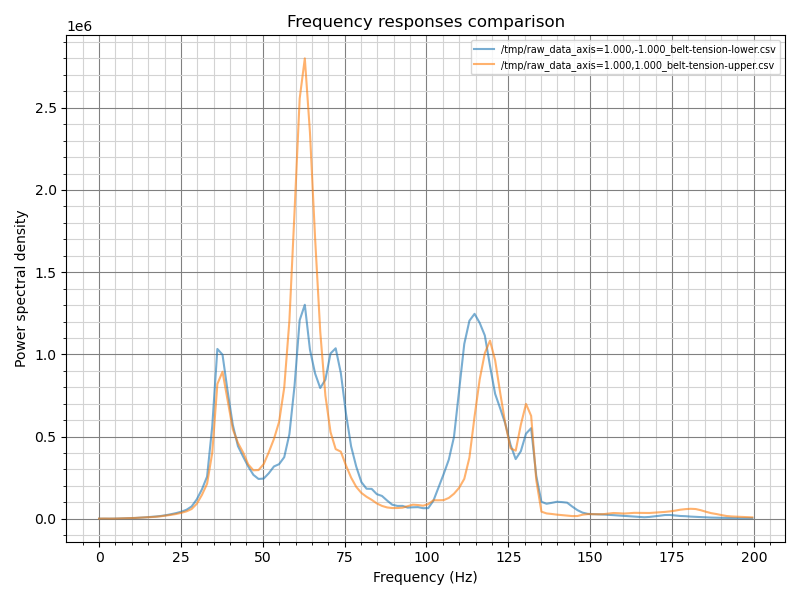 Frequency responses comparison
1e6
/tmp/raw_data_axis=1.000,-1.000_belt-tension-lower.csv
/tmp/raw_data_axis=1.000,1.000_belt-tension-upper.csv
2.5
2.0
1.5
1.0
0.5
0.0
Power spectral density
0 25 50 75 100 125 150 175 200
Frequency (Hz)